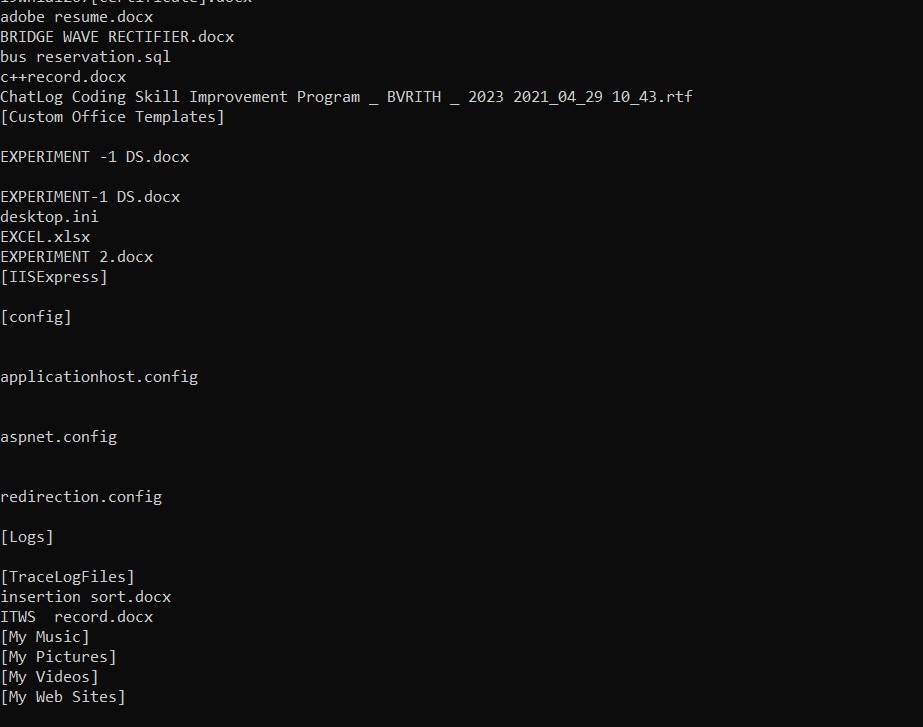 adobe resume.docx
BRIDGE WAVE RECTIFIER.docx
bus reservation.sql
c++record.docx
ChatLog Coding Skill Improvement Program _ BVRITH _ 2023 2021_04_29 10_43.rtf
[Custom Office Templates]
EXPERIMENT -1 DS.docx
EXPERIMENT-1 DS.docx
desktop.ini
EXCEL.xlsx
EXPERIMENT 2.docx
[IISExpress]
[config]
applicationhost.config
aspnet.config
redirection.config
[Logs]
[TraceLogFiles]
insertion sort.docx
ITWS  record.docx
[My Music]
[My Pictures]
[My Videos]
[My Web Sites]